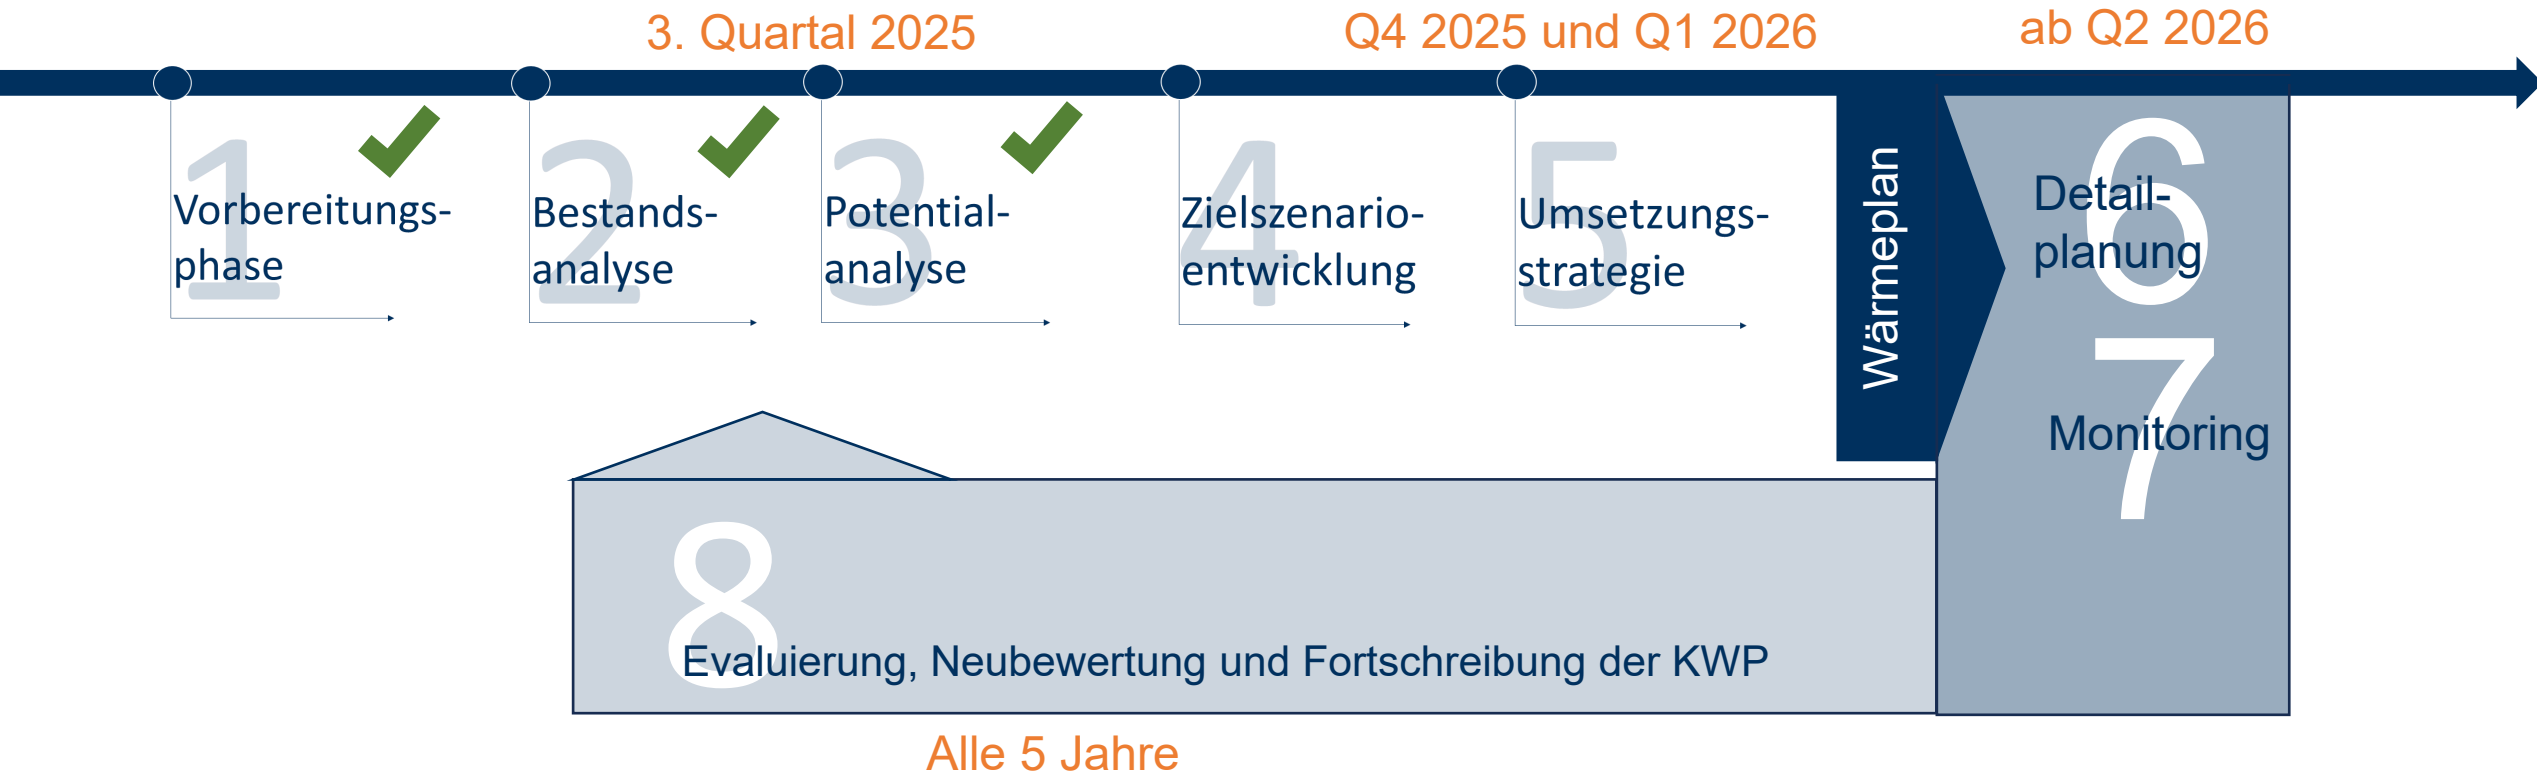 3. Quartal 2025
Q4 2025 und Q1 2026
ab Q2 2026
1
Vorbereitungs-
phase
2
Bestands-
analyse
3
Potential-
analyse
4
Zielszenario-
entwicklung
5
Umsetzungs-
strategie
Wärmeplan
6
Detail-
planung
7
Monitoring
8
Evaluierung, Neubewertung und Fortschreibung der KWP
Alle 5 Jahre